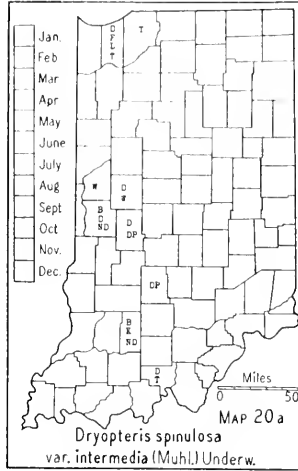 Jan.
Feb
Mar
Apr
May
June
July
Aug
Sept
Oct
Nov.
Dec.
D
F
L
T
T
W
D
W
B
D
ND
D
DP
DP
B
K
ND
D
T
Miles
0 50
MAP 20a
Dryopteris spinulosa
var. intermedia (Muhl.) Underw.